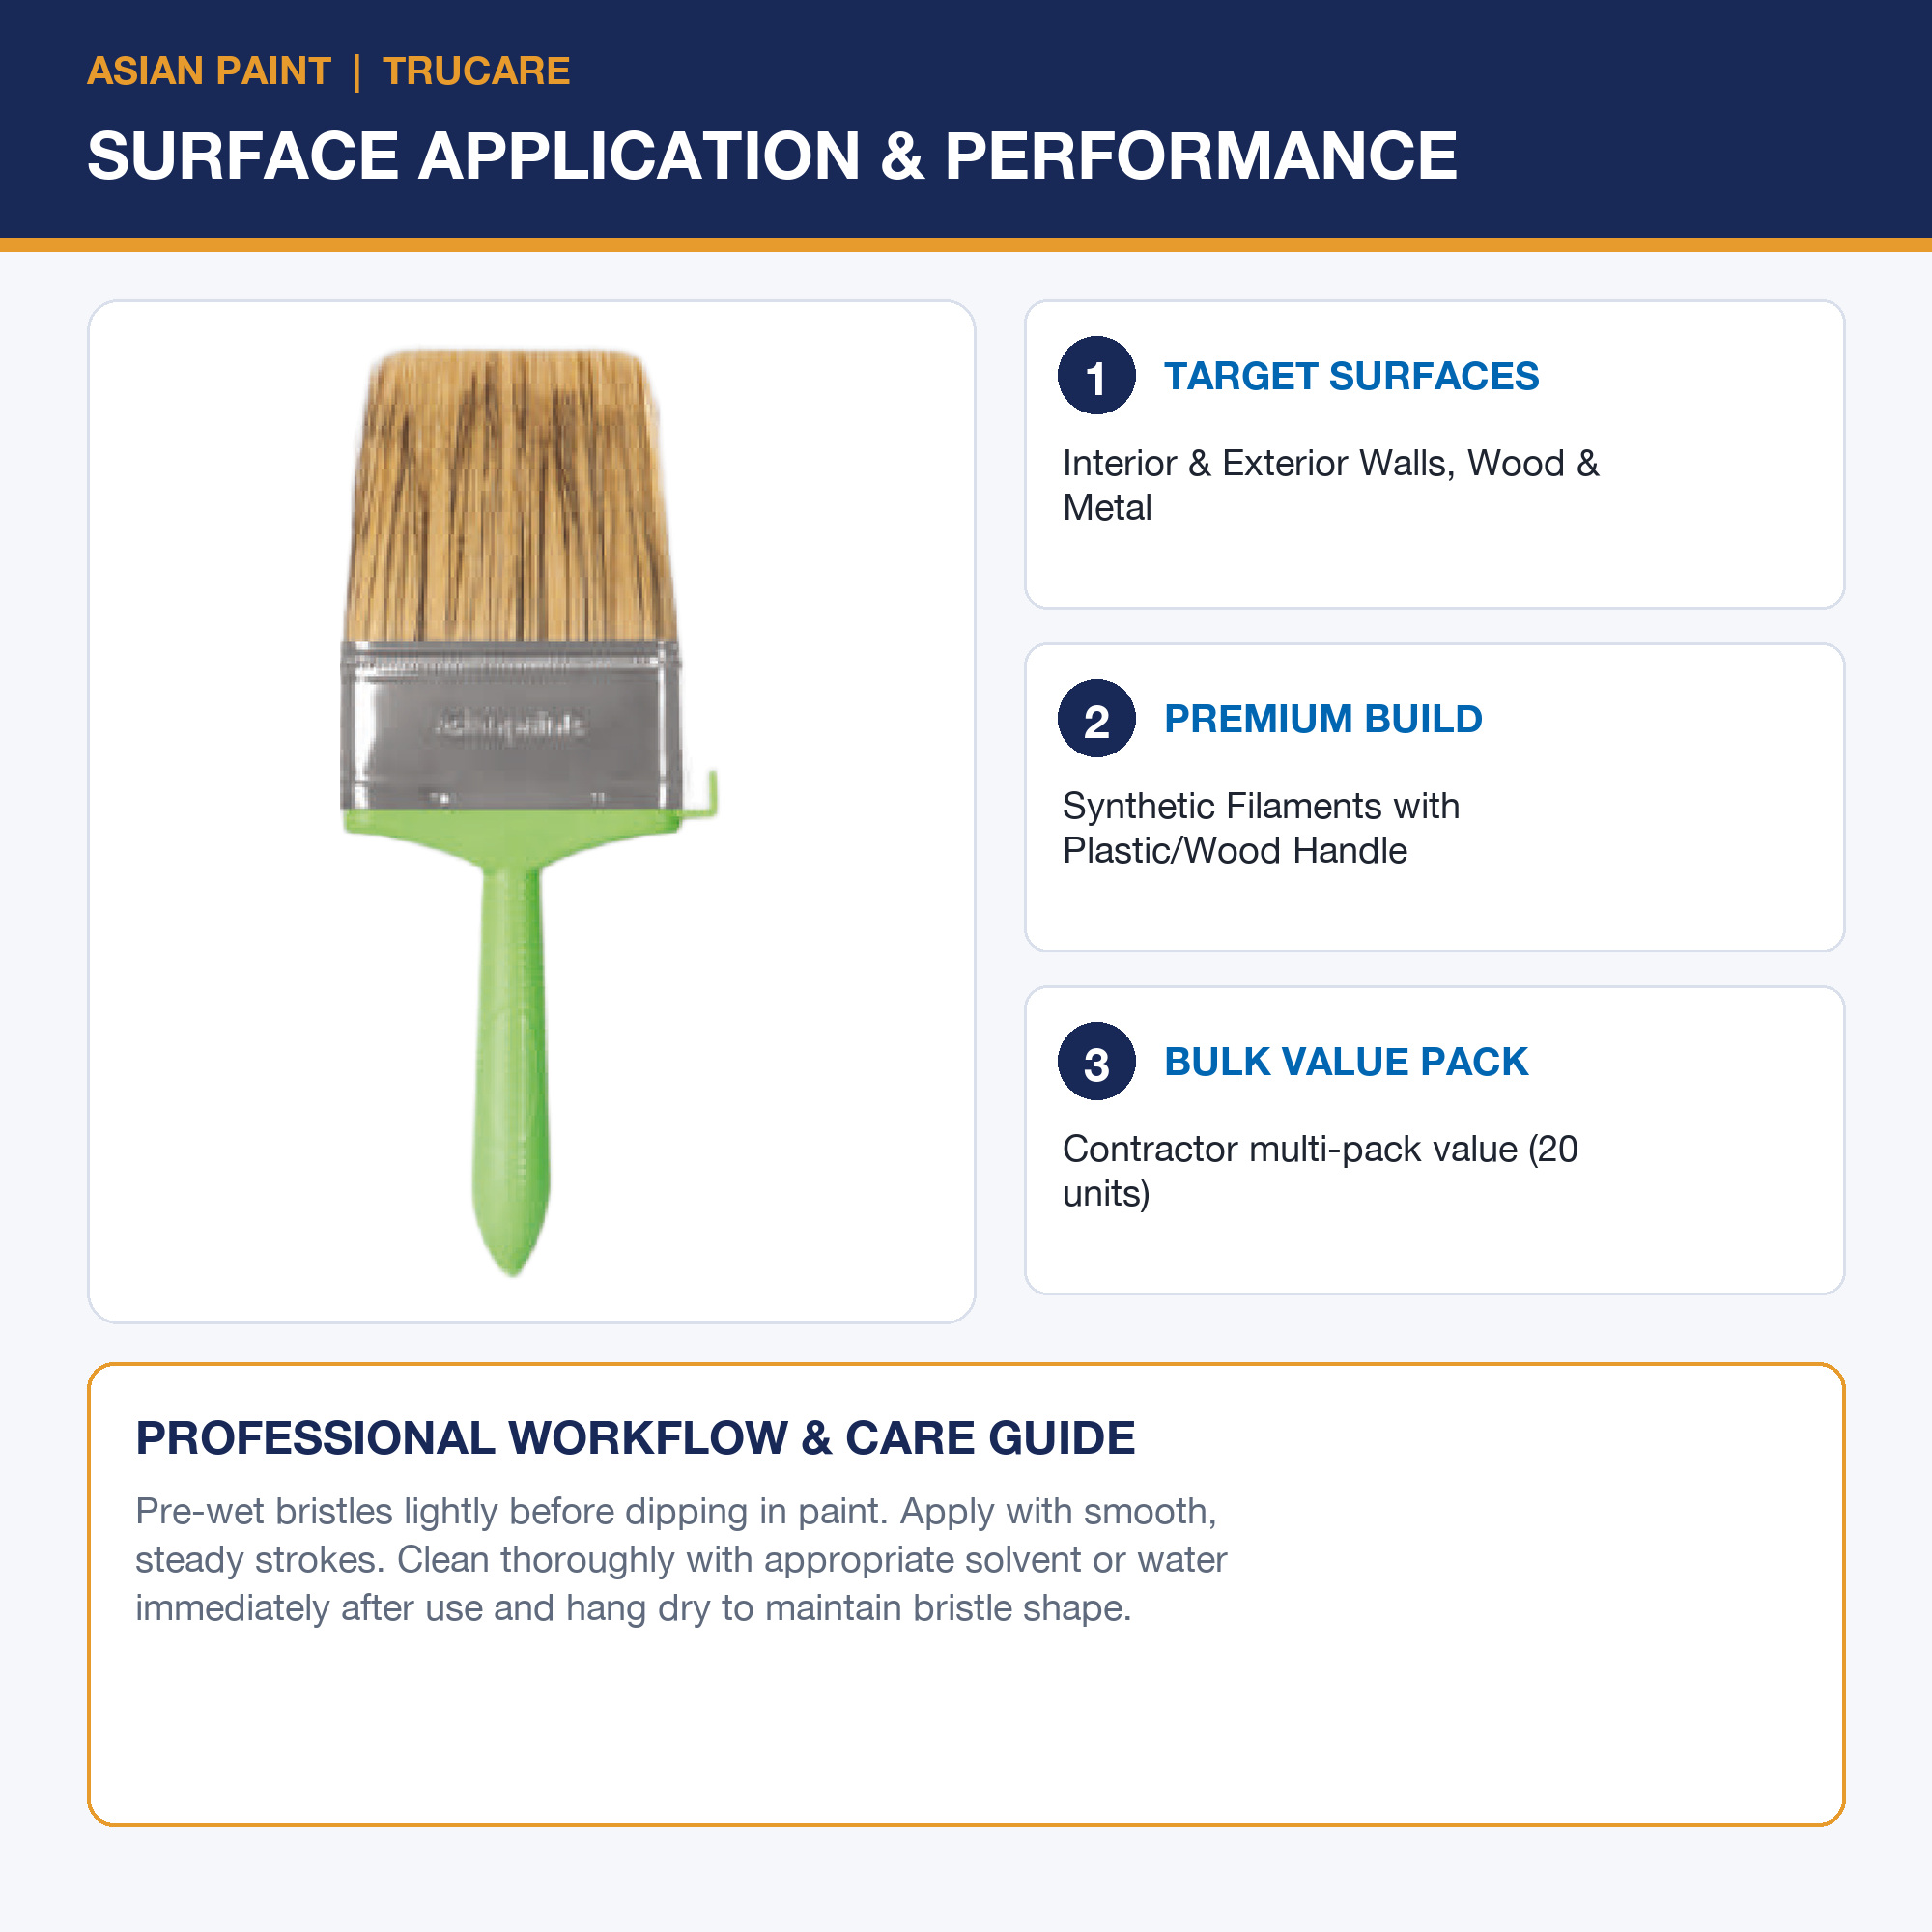 ASIAN PAINT | TRUCARE
SURFACE APPLICATION & PERFORMANCE
1 TARGET SURFACES
Interior & Exterior Walls, Wood &
Metal
2 PREMIUM BUILD
Synthetic Filaments with
Plastic/Wood Handle
3 BULK VALUE PACK
Contractor multi-pack value (20
units)
PROFESSIONAL WORKFLOW & CARE GUIDE
Pre-wet bristles lightly before dipping in paint. Apply with smooth,
steady strokes. Clean thoroughly with appropriate solvent or water
immediately after use and hang dry to maintain bristle shape.